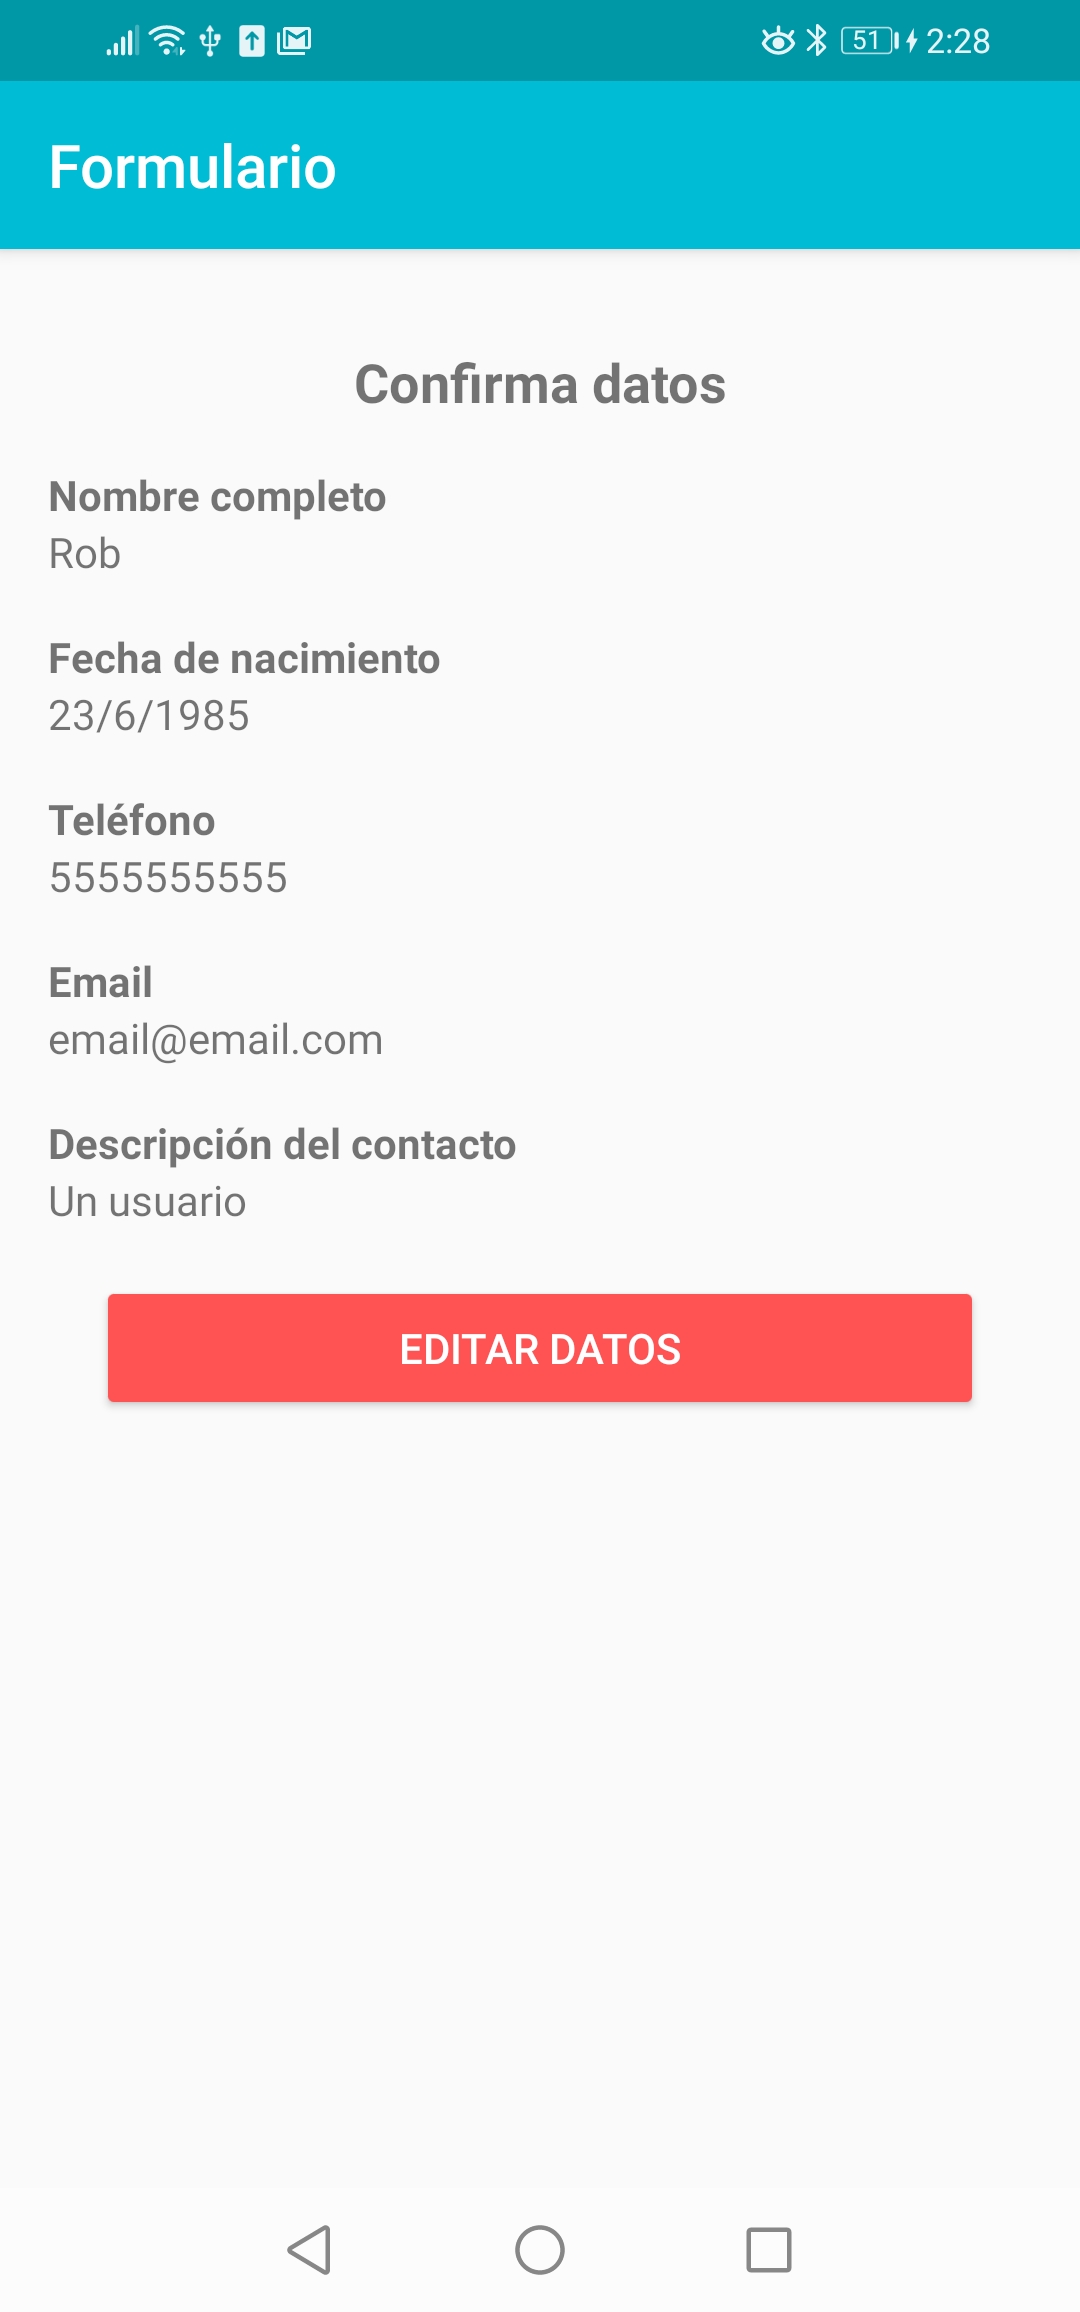 51 2:28
Formulario
Confirma datos
Nombre completo
Rob
Fecha de nacimiento
23/6/1985
Teléfono
5555555555
Email
email@email.com
Descripción del contacto
Un usuario
EDITAR DATOS